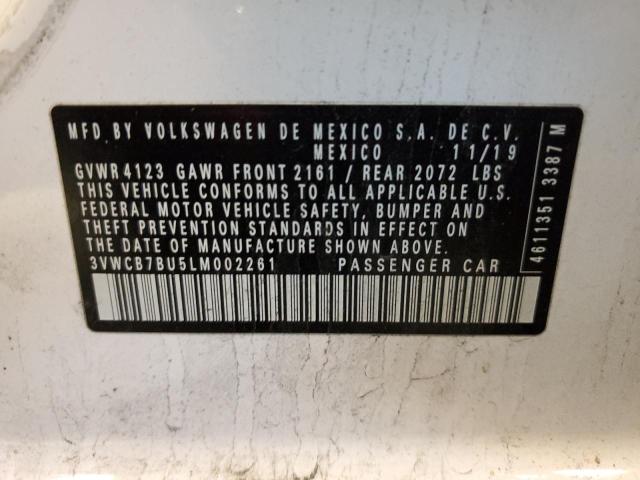 MFD. BY VOLKSWAGEN DE MEXICO S.A. DE C.V.
MEXICO 11/19
GVWR 4123 GAWR FRONT 2161 / REAR 2072 LBS
THIS VEHICLE CONFORMS TO ALL APPLICABLE U.S.
FEDERAL MOTOR VEHICLE SAFETY, BUMPER AND
THEFT PREVENTION STANDARDS IN EFFECT ON THE
DATE OF MANUFACTURE SHOWN ABOVE.
3VWCB7BU5LM002261 PASSENGER CAR
4611351 3387 M